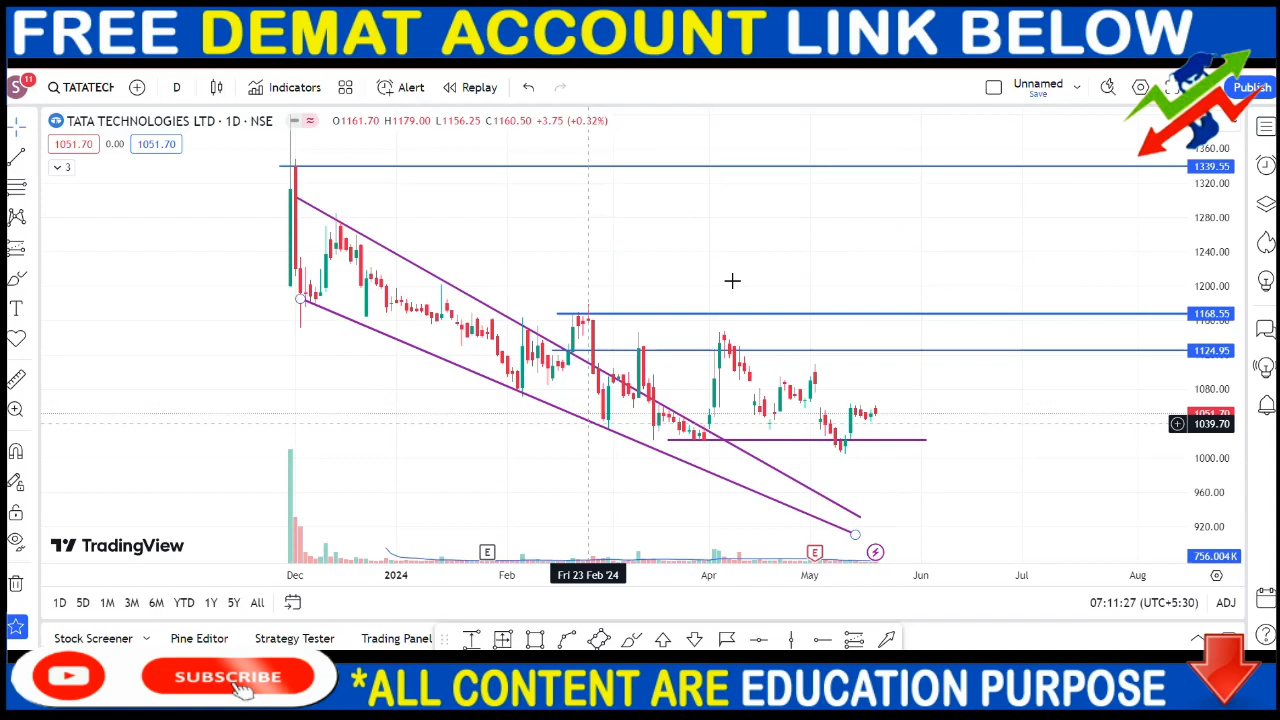 FREE DEMAT ACCOUNT LINK BELOW
S 11 TATATECH D Indicators Alert Replay Unnamed Save Publish
TATA TECHNOLOGIES LTD · 1D · NSE O1161.70 H1179.00 L1156.25 C1160.50 +3.75 (+0.32%)
1051.70 0.00 1051.70
3
1360.00
1339.55
1320.00
1280.00
1240.00
1200.00
1168.55
1124.95
1080.00
1051.70
1039.70
1000.00
960.00
920.00
TradingView
E E
756.004K
Dec 2024 Feb Fri 23 Feb '24 Apr May Jun Jul Aug
1D 5D 1M 3M 6M YTD 1Y 5Y All 07:11:27 (UTC+5:30) ADJ
Stock Screener Pine Editor Strategy Tester Trading Panel
SUBSCRIBE
*ALL CONTENT ARE EDUCATION PURPOSE